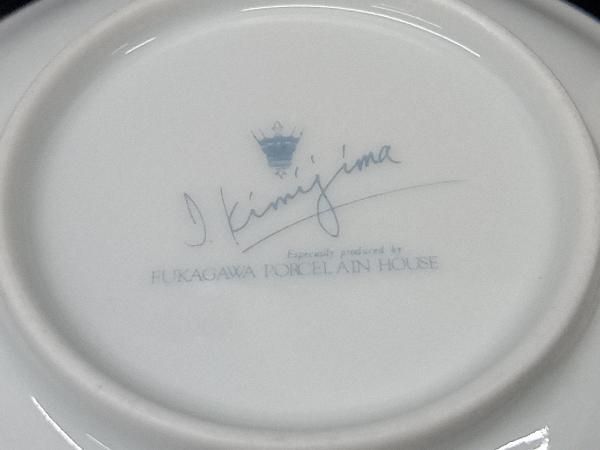 I. Kimijima
Especially produced by
FUKAGAWA PORCELAIN HOUSE